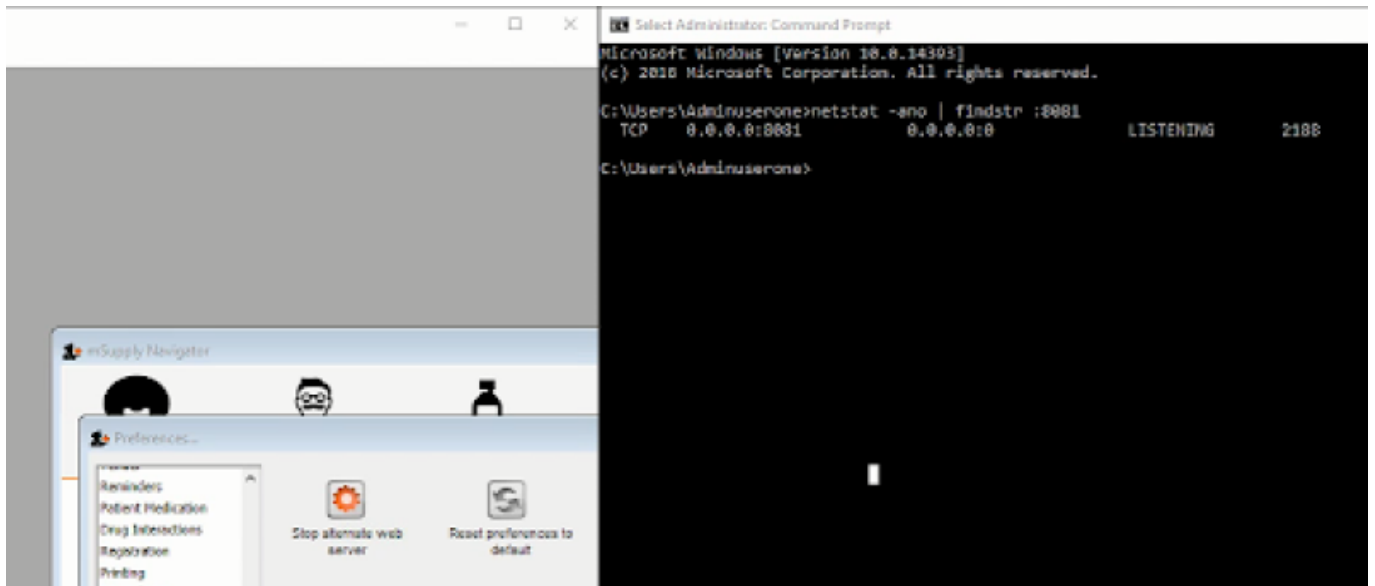 Select Administrator: Command Prompt
Microsoft Windows [Version 10.0.14393]
(c) 2016 Microsoft Corporation. All rights reserved.
C:\Users\Adminuserone>netstat -ano | findstr :8081
TCP 0.0.0.0:8081 0.0.0.0:0 LISTENING 2188
C:\Users\Adminuserone>
mSupply Navigator
Preferences...
Reminders
Patient Medication
Drug Interactions
Registration
Printing
Stop alternate web
server
Reset preferences to
default